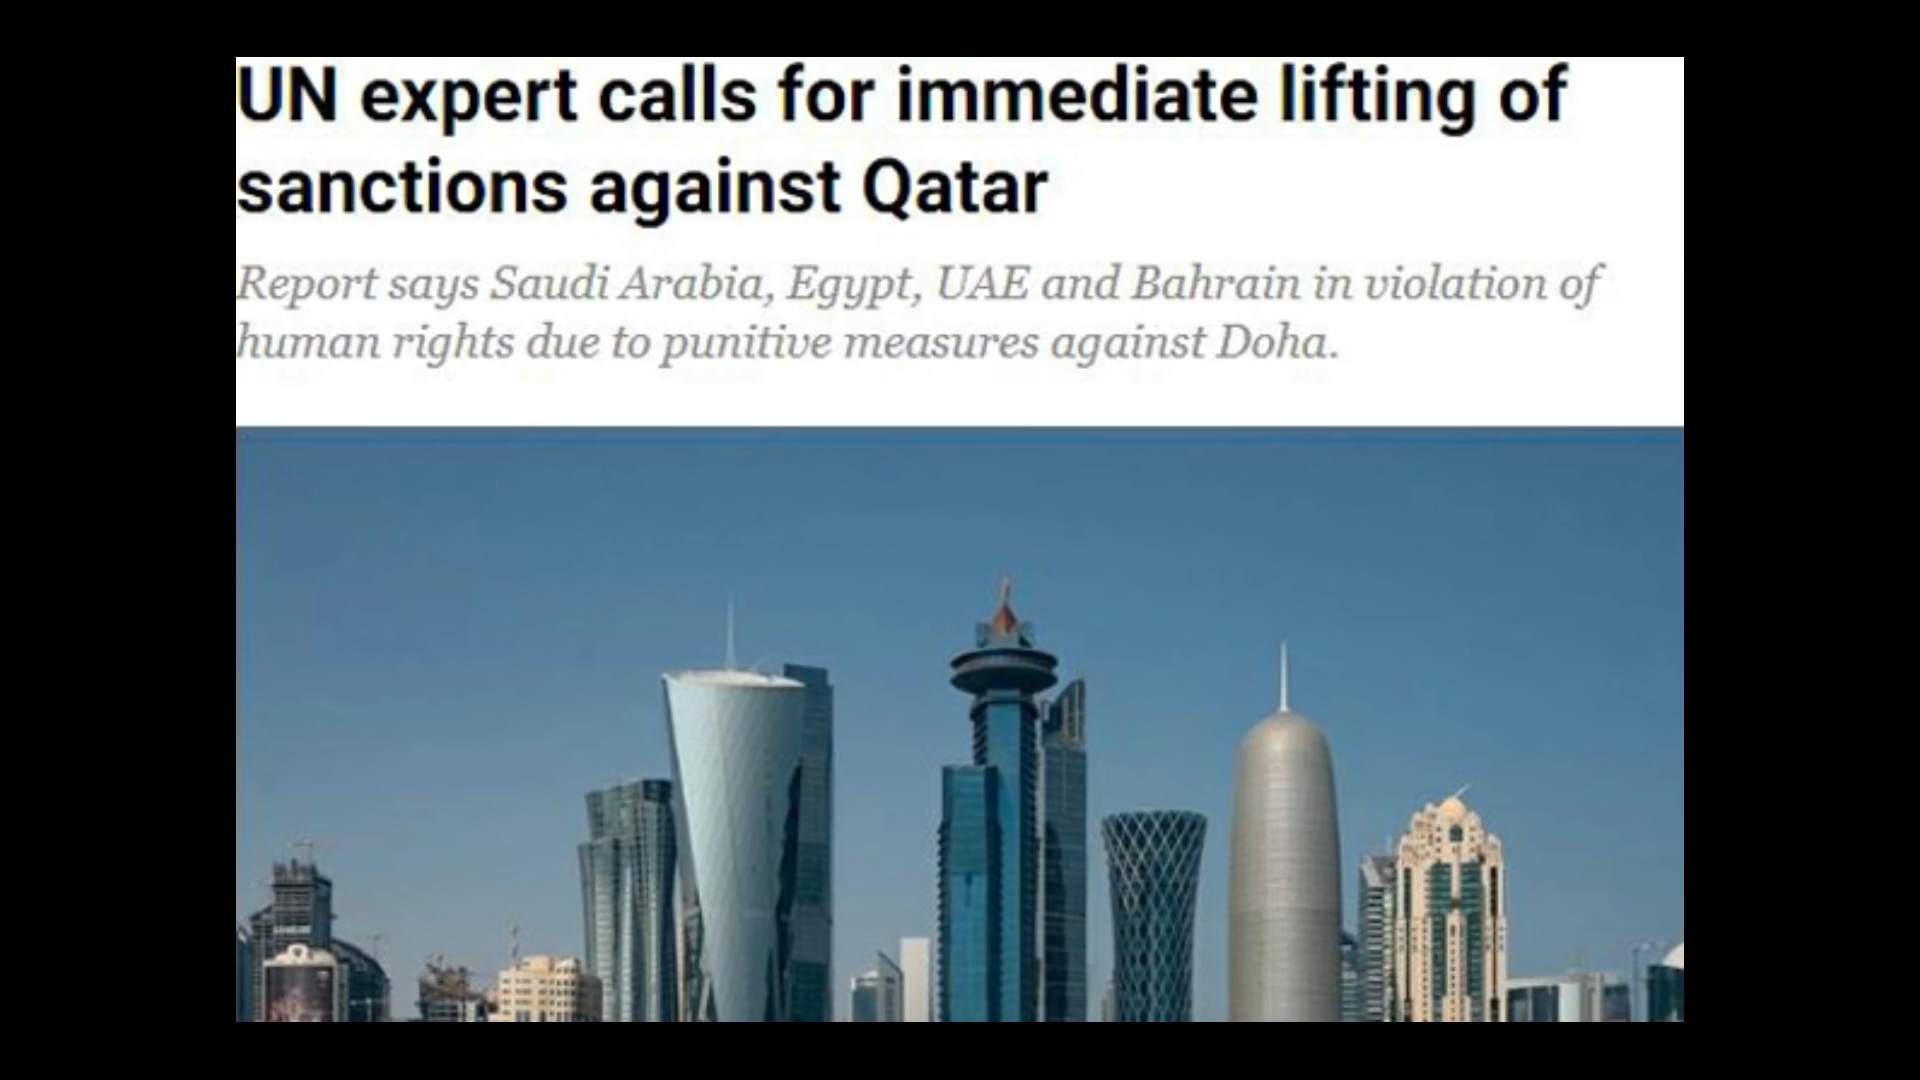 UN expert calls for immediate lifting of
sanctions against Qatar
Report says Saudi Arabia, Egypt, UAE and Bahrain in violation of
human rights due to punitive measures against Doha.